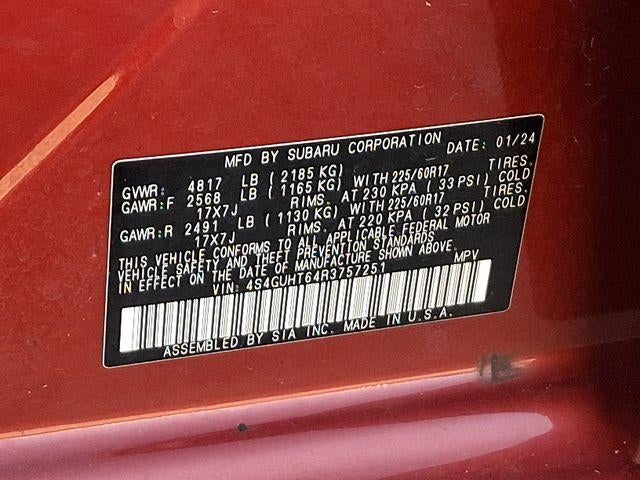 MFD BY SUBARU CORPORATION DATE: 01/24
GVWR: 4817 LB (2185 KG) TIRES.
GAWR:F 2568 LB (1165 KG) WITH 225/60R17
17X7J RIMS. AT 230 KPA (33 PSI) COLD
GAWR:R 2491 LB (1130 KG) WITH 225/60R17 TIRES.
17X7J RIMS. AT 220 KPA (32 PSI) COLD
THIS VEHICLE CONFORMS TO ALL APPLICABLE FEDERAL MOTOR
VEHICLE SAFETY AND THEFT PREVENTION STANDARDS
IN EFFECT ON THE DATE OF MANUFACTURE SHOWN ABOVE.
VIN: 4S4GUHT64R3757251 MPV
ASSEMBLED BY SIA INC. MADE IN U.S.A.